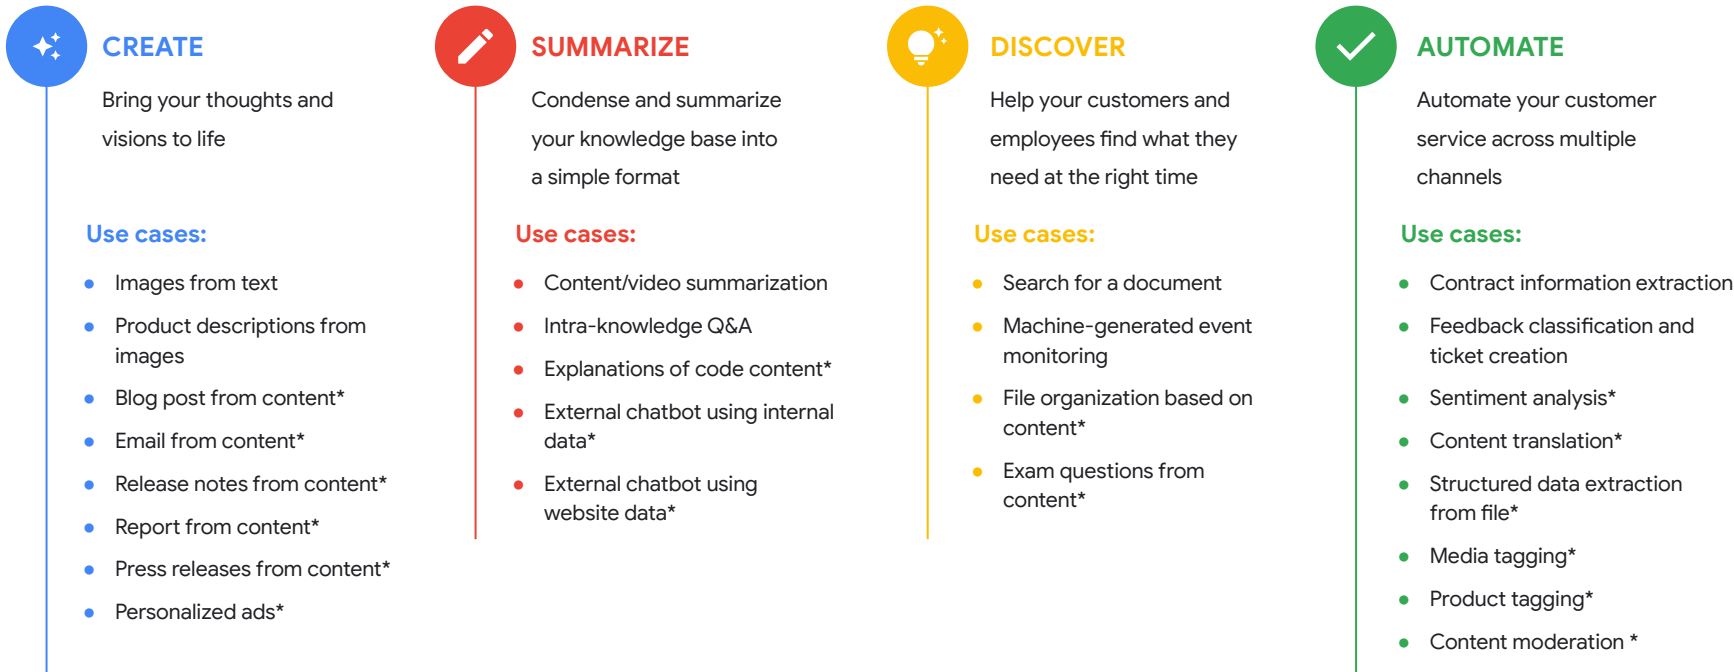 CREATE
Bring your thoughts and
visions to life
Use cases:
Images from text
Product descriptions from
images
Blog post from content*
Email from content*
Release notes from content*
Report from content*
Press releases from content*
Personalized ads*
SUMMARIZE
Condense and summarize
your knowledge base into
a simple format
Use cases:
Content/video summarization
Intra-knowledge Q&A
Explanations of code content*
External chatbot using internal
data*
External chatbot using
website data*
DISCOVER
Help your customers and
employees find what they
need at the right time
Use cases:
Search for a document
Machine-generated event
monitoring
File organization based on
content*
Exam questions from
content*
AUTOMATE
Automate your customer
service across multiple
channels
Use cases:
Contract information extraction
Feedback classification and
ticket creation
Sentiment analysis*
Content translation*
Structured data extraction
from file*
Media tagging*
Product tagging*
Content moderation *